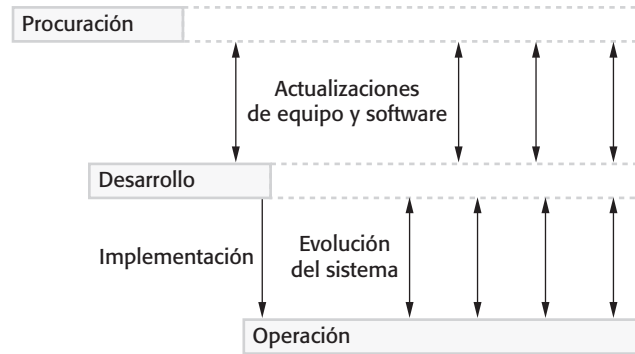 Procuración
Actualizaciones
de equipo y software
Desarrollo
Implementación
Evolución
del sistema
Operación